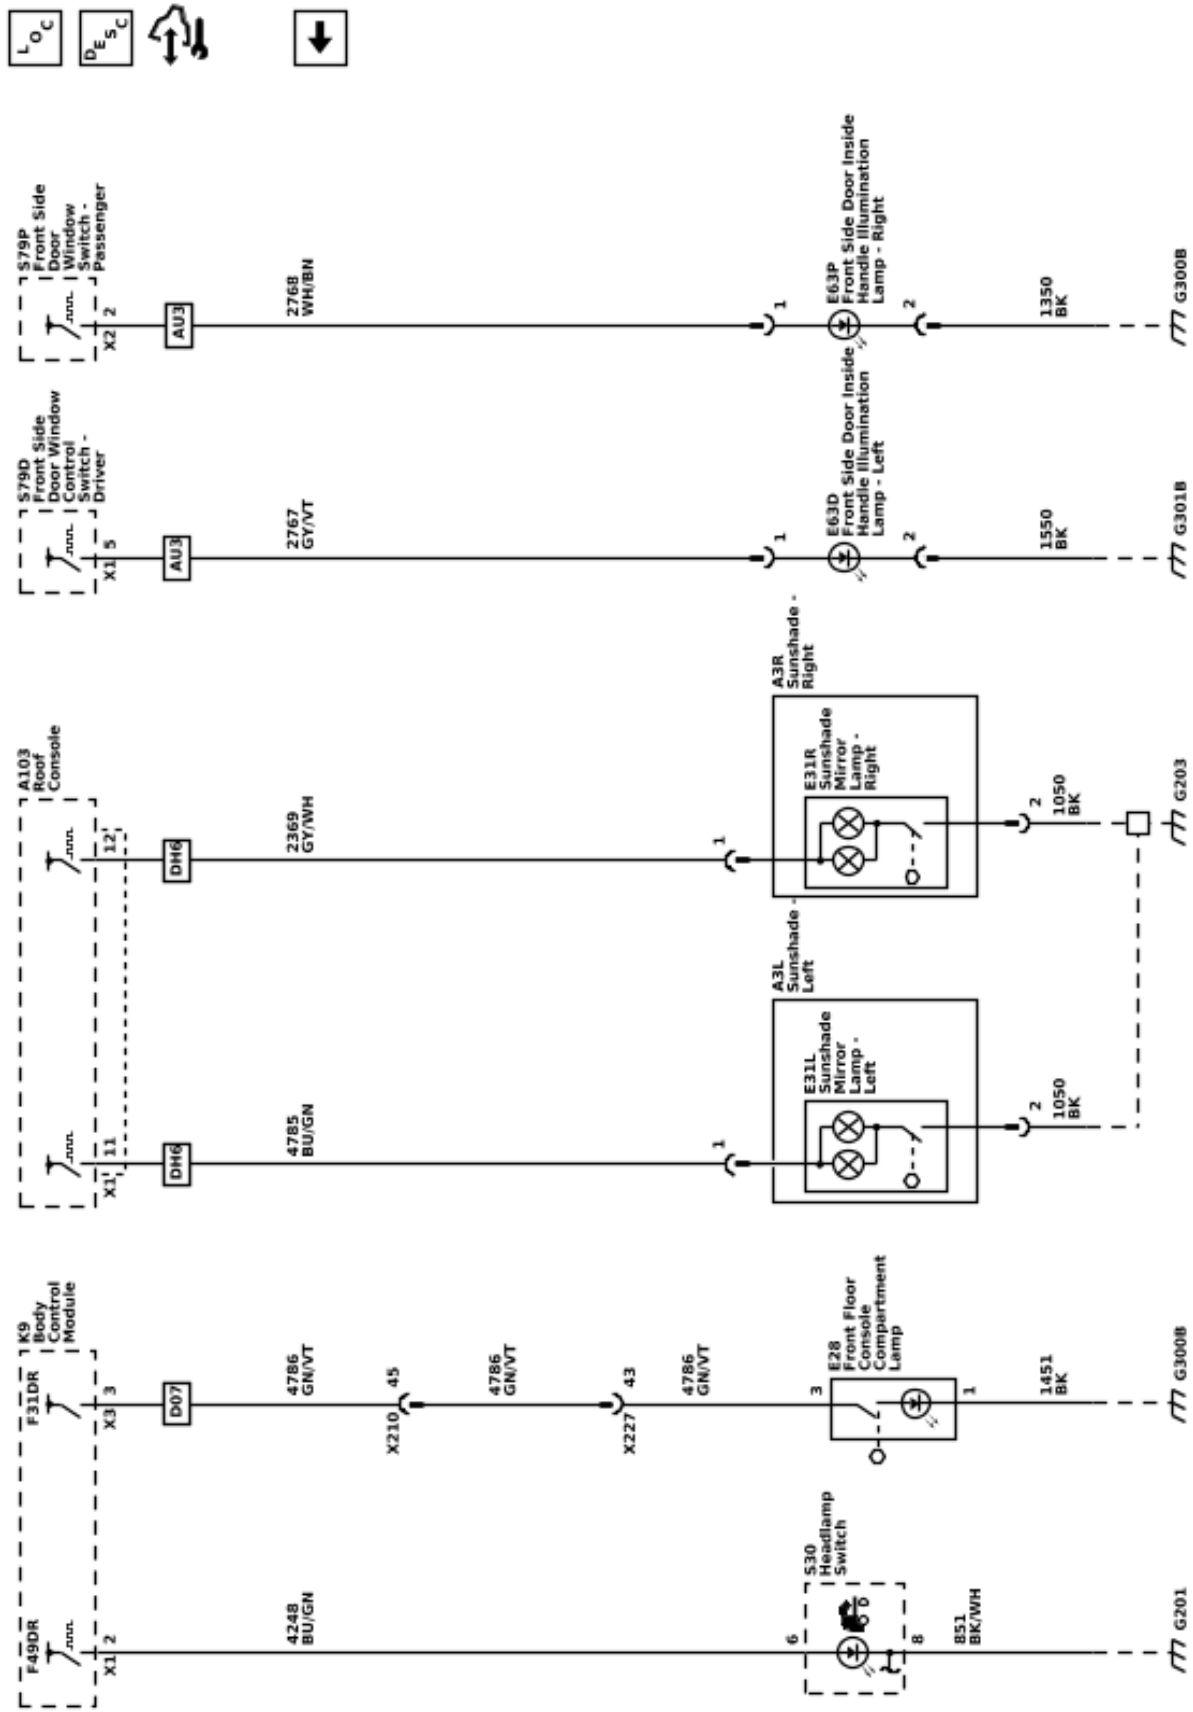 LOC
DESC
F49DR
F31DR
K9
Body
Control
Module
A103
Roof
Console
S79D
Front Side
Door Window
Control
Switch -
Driver
S79P
Front Side
Door
Window
Switch -
Passenger
X1 2
X3 3
X1 11
12
X1 5
X2 2
D07
DH6
DH6
AU3
AU3
4248
BU/GN
4786
GN/VT
4785
BU/GN
2369
GY/WH
2767
GY/VT
2768
WH/BN
X210 45
4786
GN/VT
X227 43
4786
GN/VT
1
1
1
1
A3L
Sunshade -
Left
A3R
Sunshade -
Right
6
S30
Headlamp
Switch
3
E28
Front Floor
Console
Compartment
Lamp
E31L
Sunshade
Mirror
Lamp -
Left
E31R
Sunshade
Mirror
Lamp -
Right
E63D
Front Side Door Inside
Handle Illumination
Lamp - Left
E63P
Front Side Door Inside
Handle Illumination
Lamp - Right
8
1
2
2
2
2
851
BK/WH
1451
BK
1050
BK
1050
BK
1550
BK
1350
BK
G201
G300B
G203
G301B
G300B